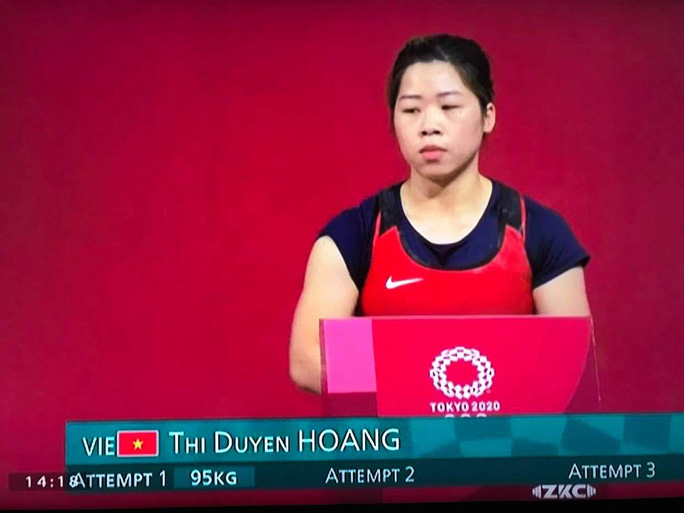 TOKYO 2020
VIE THI DUYEN HOANG
14:18 ATTEMPT 1 95KG ATTEMPT 2 ATTEMPT 3
ZKC